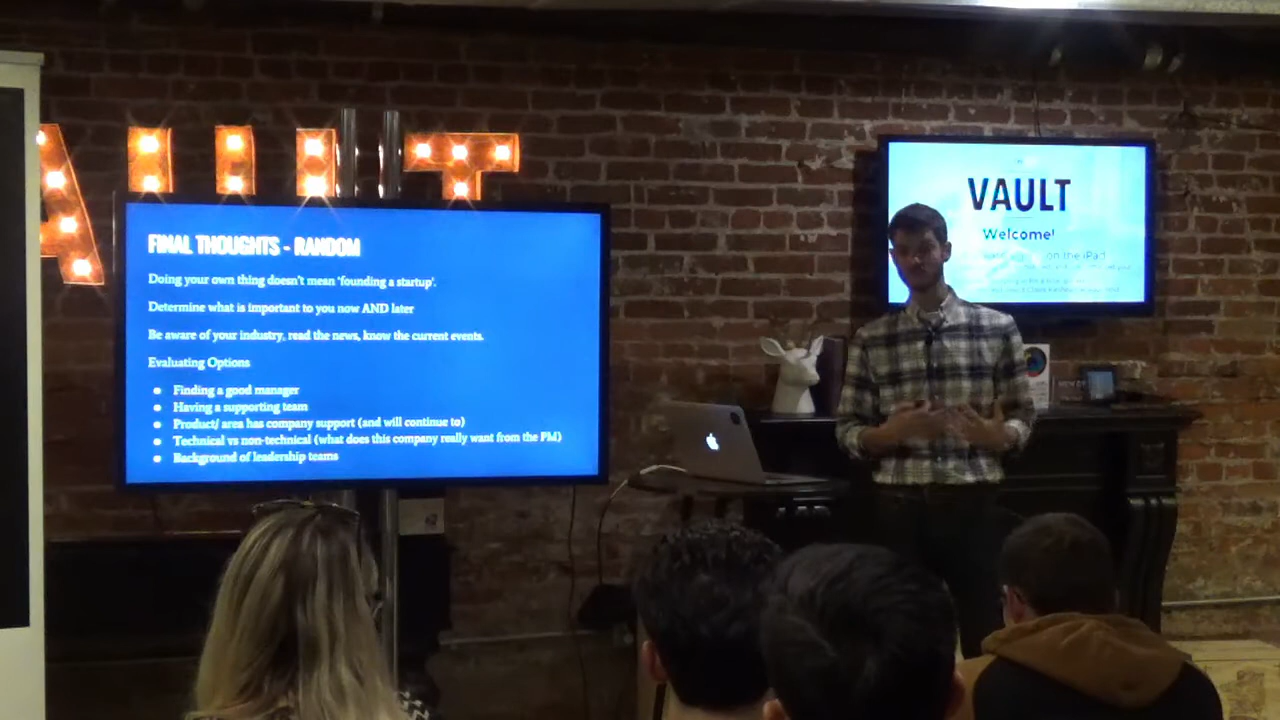 AULT
FINAL THOUGHTS - RANDOM
Doing your own thing doesn't mean 'founding a startup'.
Determine what is important to you now AND later
Be aware of your industry, read the news, know the current events.
Evaluating Options
• Finding a good manager
• Having a supporting team
• Product/ area has company support (and will continue to)
• Technical vs non-technical (what does this company really want from the PM)
• Background of leadership teams
VAULT
Welcome!
on the iPad